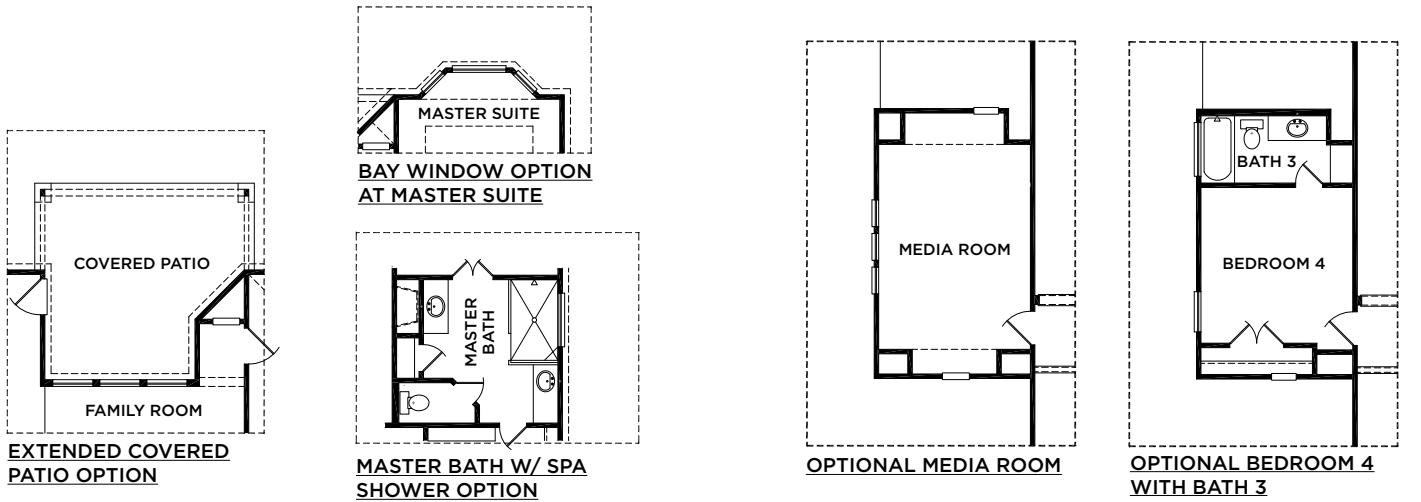 COVERED PATIO
FAMILY ROOM
EXTENDED COVERED
PATIO OPTION
MASTER SUITE
BAY WINDOW OPTION
AT MASTER SUITE
MASTER
BATH
MASTER BATH W/ SPA
SHOWER OPTION
MEDIA ROOM
OPTIONAL MEDIA ROOM
BATH 3
BEDROOM 4
OPTIONAL BEDROOM 4
WITH BATH 3